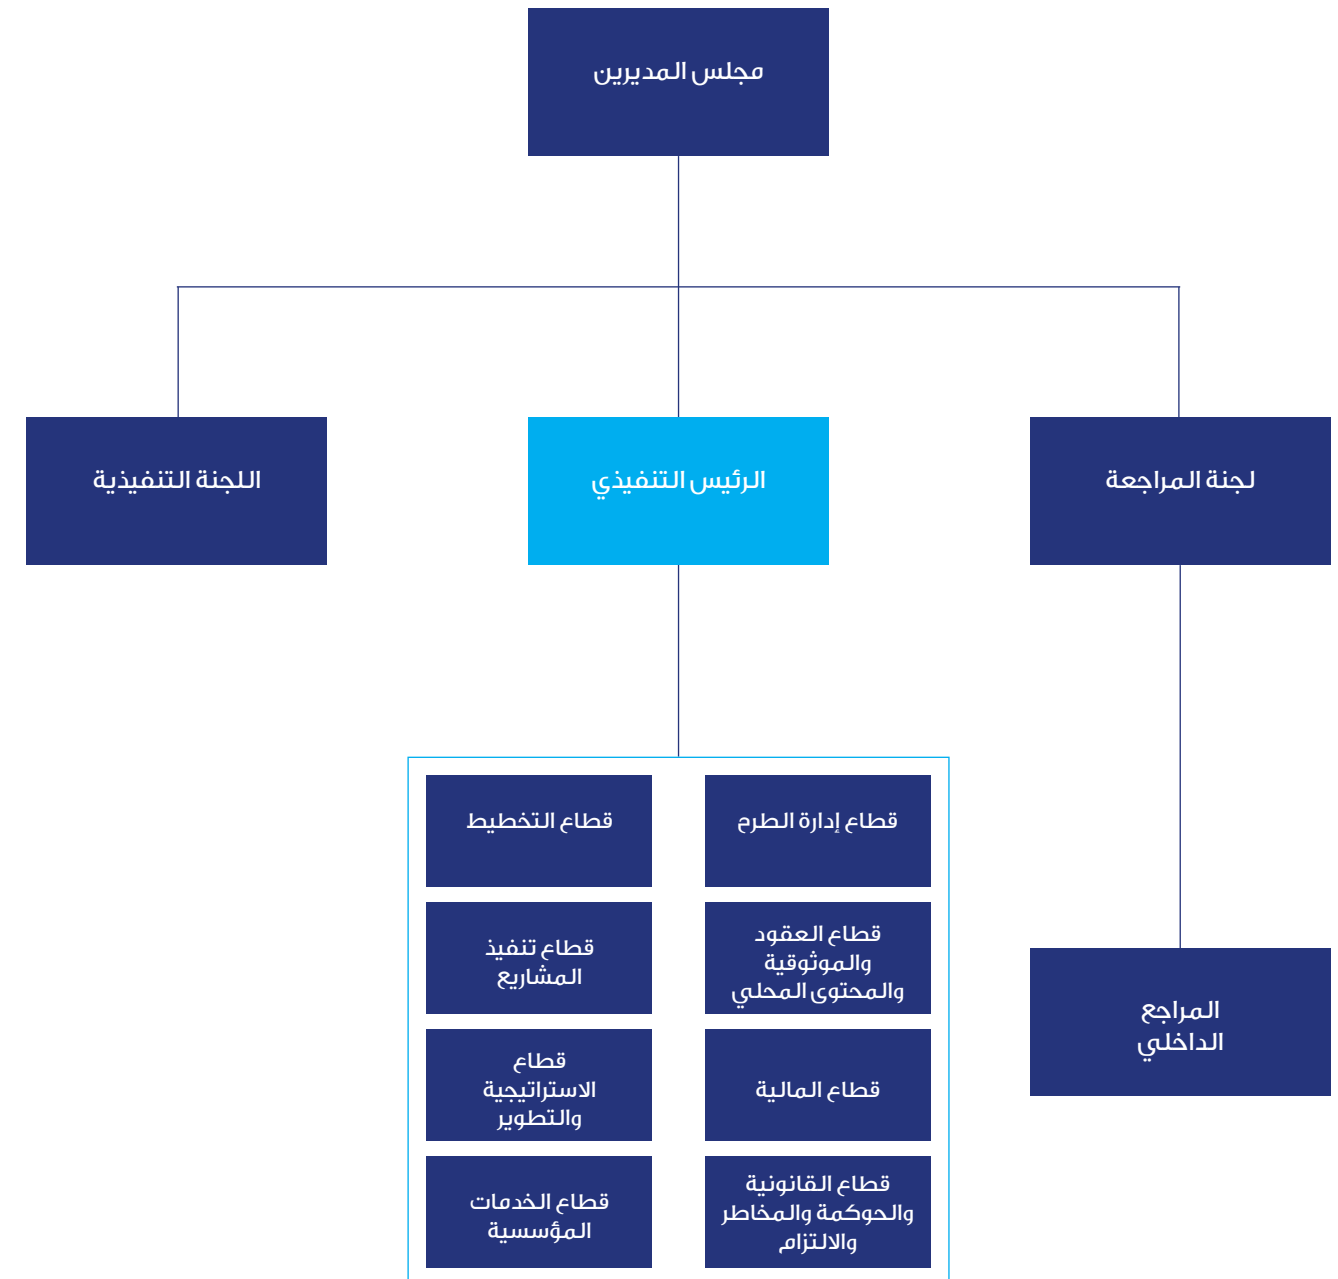 مجلس المديرين
لجنة المراجعة
الرئيس التنفيذي
اللجنة التنفيذية
قطاع إدارة الطرح
قطاع التخطيط
قطاع العقود
والموثوقية
والمحتوى المحلي
قطاع تنفيذ
المشاريع
المراجع
الداخلي
قطاع المالية
قطاع
الاستراتيجية
والتطوير
قطاع القانونية
والحوكمة والمخاطر
والالتزام
قطاع الخدمات
المؤسسية